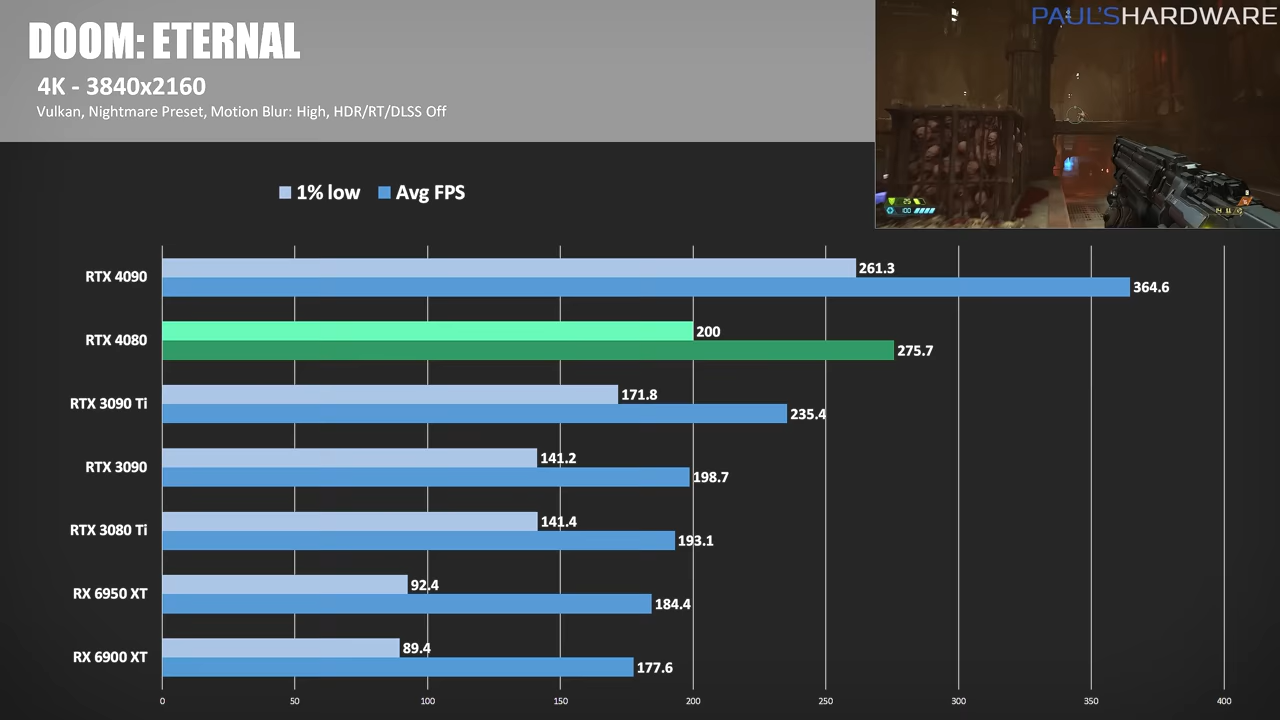 DOOM: ETERNAL
4K - 3840x2160
Vulkan, Nightmare Preset, Motion Blur: High, HDR/RT/DLSS Off
PAUL'SHARDWARE
1% low Avg FPS
RTX 4090 261.3
364.6
RTX 4080 200
275.7
RTX 3090 Ti 171.8
235.4
RTX 3090 141.2
198.7
RTX 3080 Ti 141.4
193.1
RX 6950 XT 92.4
184.4
RX 6900 XT 89.4
177.6
0 50 100 150 200 250 300 350 400